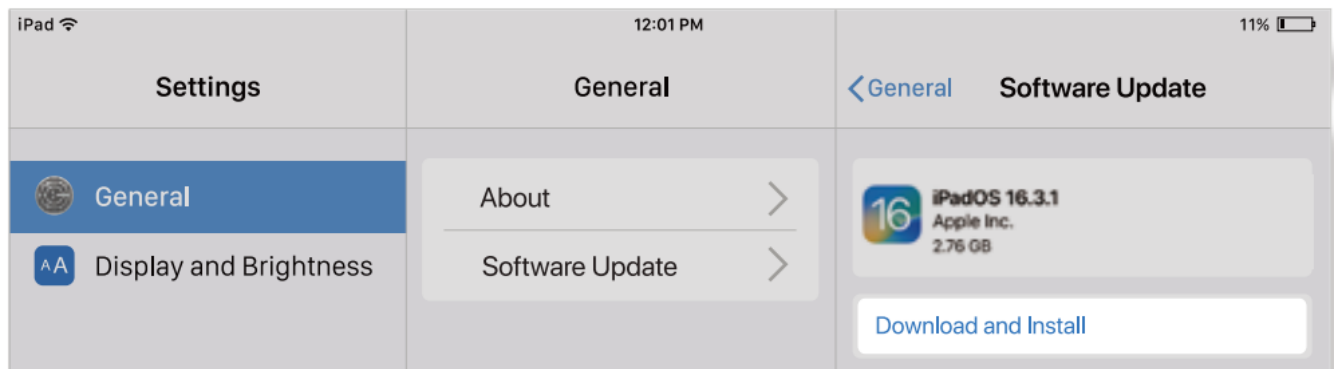 iPad 12:01 PM 11%
Settings
General
General
Software Update
General
AA Display and Brightness
About
Software Update
16
iPadOS 16.3.1
Apple Inc.
2.76 GB
Download and Install